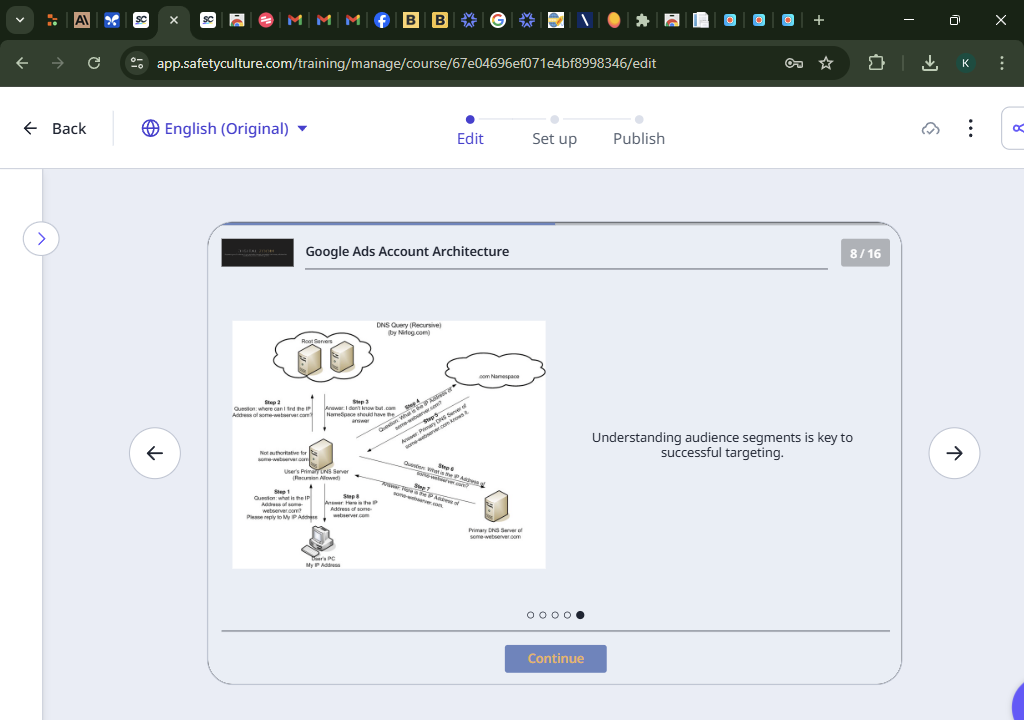 app.safetyculture.com/training/manage/course/67e04696ef071e4bf8998346/edit
K
Back
English (Original)
Edit
Set up
Publish
Google Ads Account Architecture
8 / 16
DNS Query (Recursive)
(by Nirlog.com)
Root Servers
.com Namespace
Step 2
Question: where can I find the IP
Address of some-webserver.com?
Step 3
Answer: I don't know but .com
NameSpace should have the
answer
Step 4
Question: What is the IP Address of
some-webserver.com?
Step 5
Answer: Primary DNS Server of
some-webserver.com knows it.
Not authoritative for
some-webserver.com
User's Primary DNS Server
(Recursion Allowed)
Step 6
Question: What is the IP Address of
some-webserver.com?
Step 7
Answer: Here is the IP Address of
some-webserver.com,
Step 1
Question: what is the IP
Address of some-
webserver.com?
Please reply to My IP Address
Step 8
Answer: Here is the IP
Address of some-
webserver.com
Primary DNS Server of
some-webserver.com
User's PC
My IP Address
Understanding audience segments is key to
successful targeting.
Continue